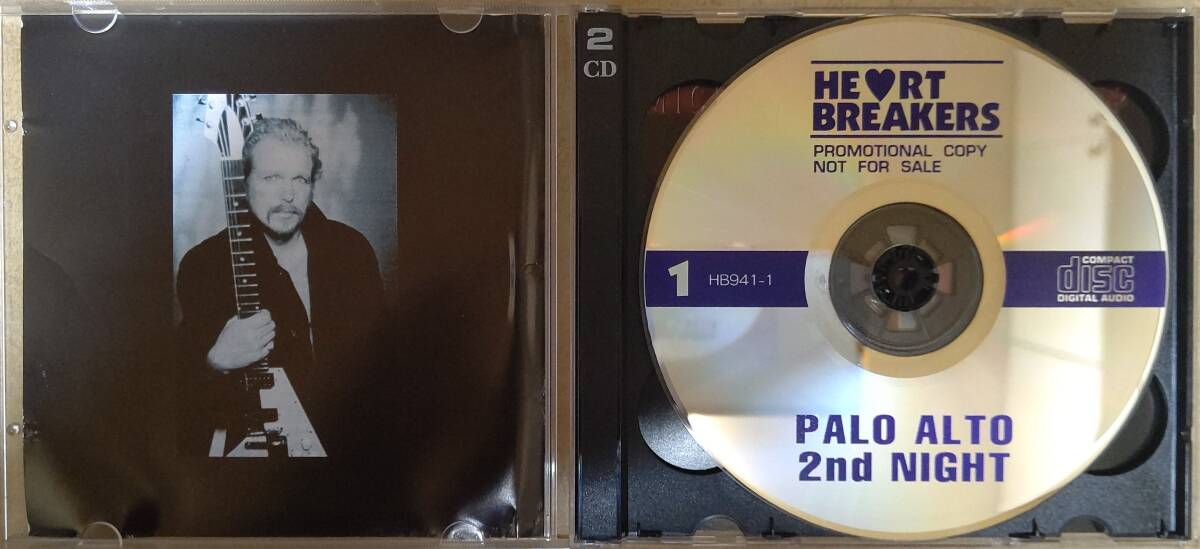 2
CD
HE♥RT
BREAKERS
PROMOTIONAL COPY
NOT FOR SALE
1
HB941-1
COMPACT
disc
DIGITAL AUDIO
PALO ALTO
2nd NIGHT